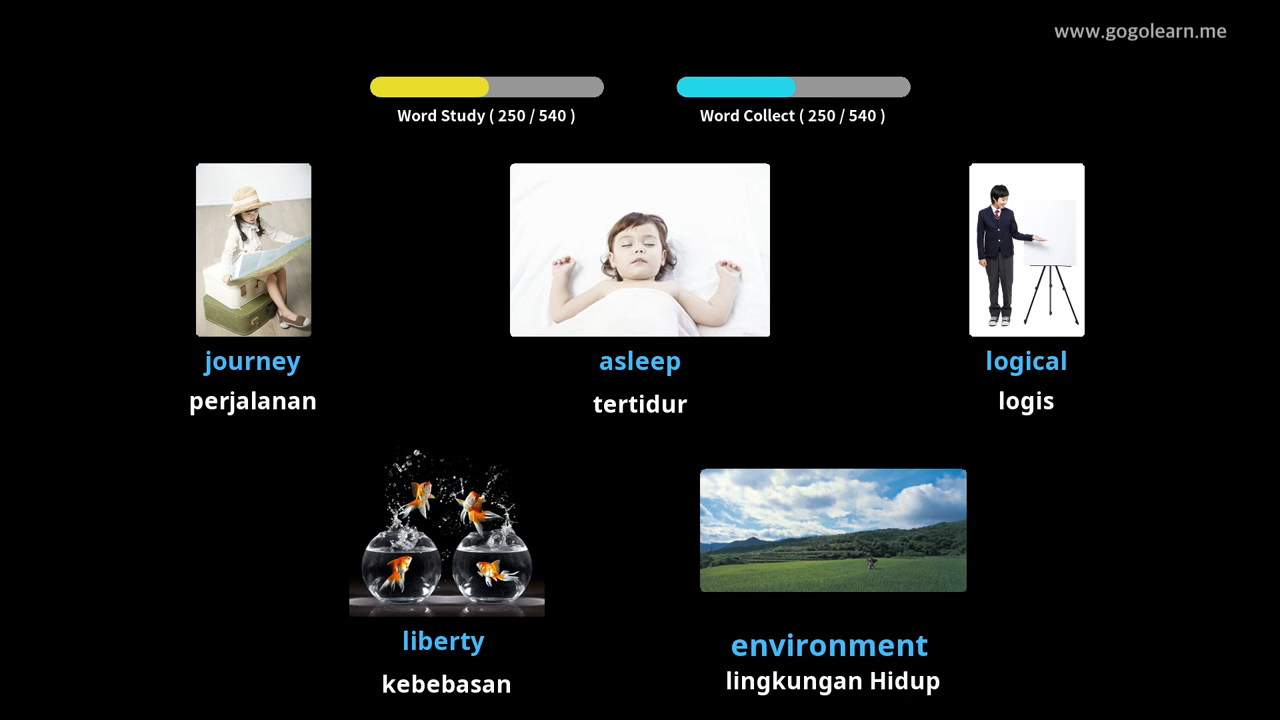 www.gogolearn.me
Word Study ( 250 / 540 )
Word Collect ( 250 / 540 )
journey
asleep
logical
perjalanan
tertidur
logis
liberty
environment
kebebasan
lingkungan Hidup